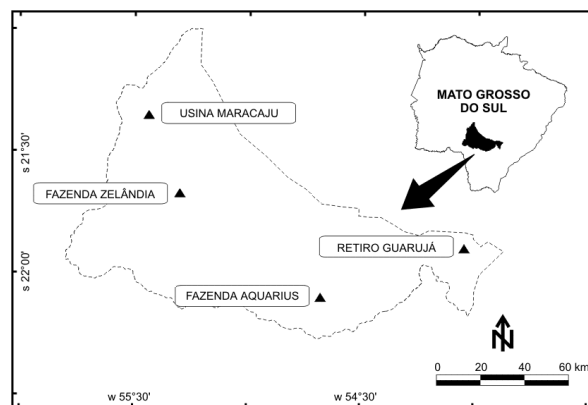 MATO GROSSO
DO SUL
USINA MARACAJU
s 21°30'
FAZENDA ZELÂNDIA
RETIRO GUARUJÁ
s 22°00'
FAZENDA AQUARIUS
N
0 20 40 60 km
w 55°30'
w 54°30'